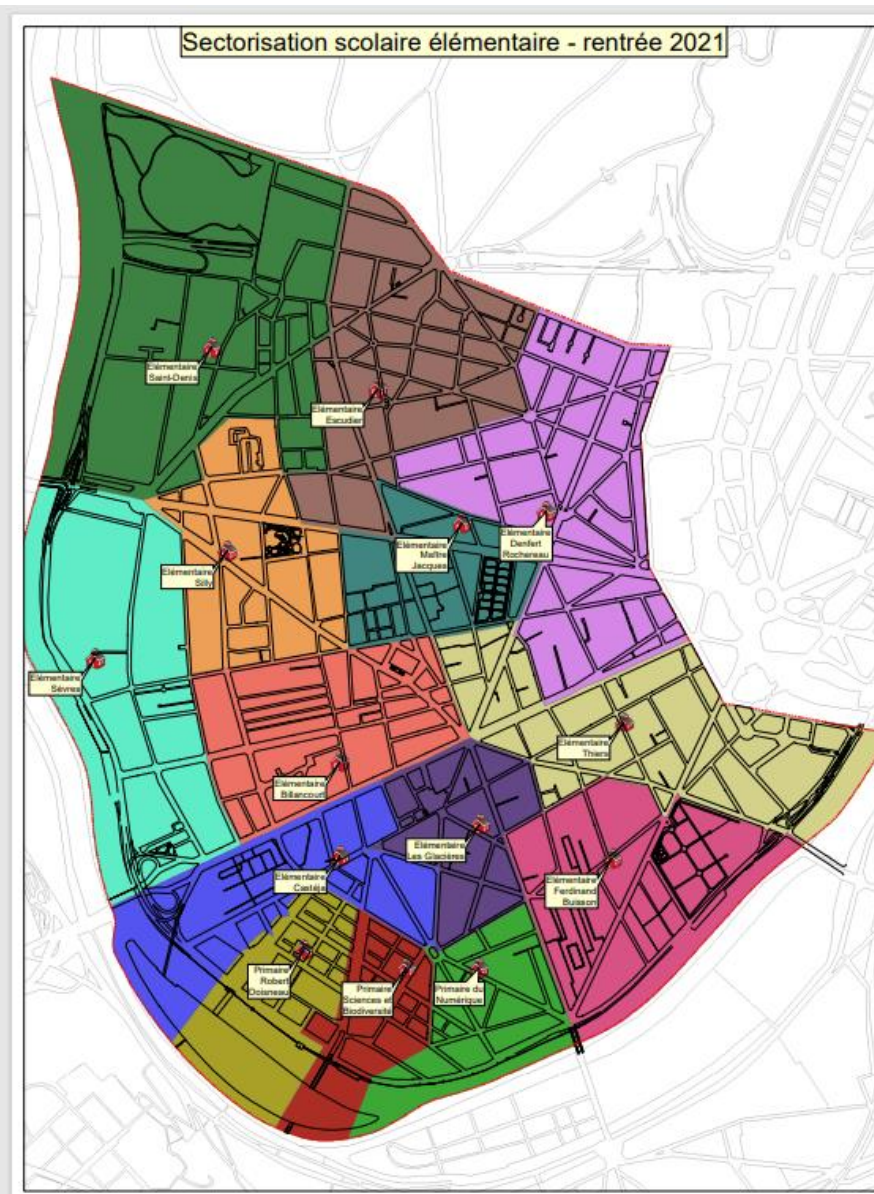 Sectorisation scolaire élémentaire - rentrée 2021
Elémentaire
Saint-Denis
Elémentaire
Escudier
Elémentaire
Maître
Jacques
Elémentaire
Denfert
Rochereau
Elémentaire
Silly
Elémentaire
Sèvres
Elémentaire
Thiers
Elémentaire
Billancourt
Elémentaire
Les Glacières
Elémentaire
Castéja
Elémentaire
Ferdinand
Buisson
Primaire
Robert
Doisneau
Primaire
Sciences et
Biodiversité
Primaire du
Numérique